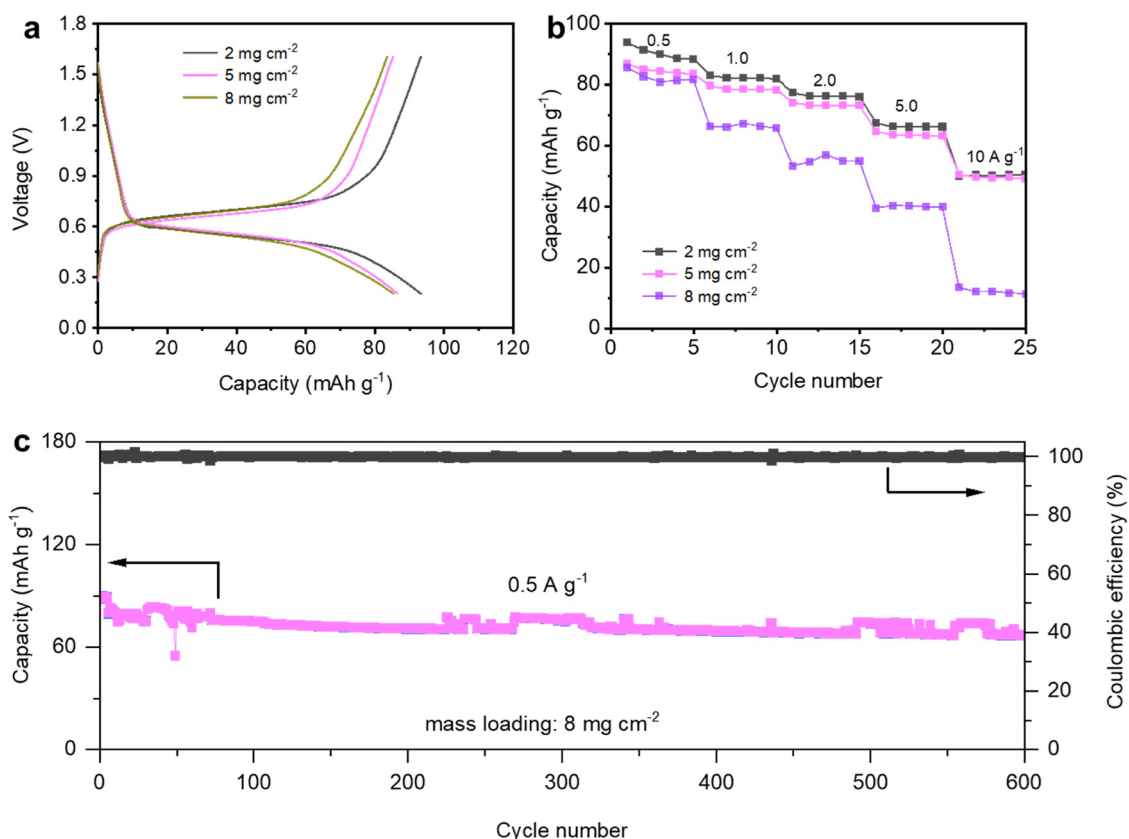 a
1.8
1.5
1.2
0.9
0.6
0.3
0.0
Voltage (V)
2 mg cm⁻²
5 mg cm⁻²
8 mg cm⁻²
0 20 40 60 80 100 120
Capacity (mAh g⁻¹)
b
100
80
60
40
20
0
Capacity (mAh g⁻¹)
0.5
1.0
2.0
5.0
10 A g⁻¹
2 mg cm⁻²
5 mg cm⁻²
8 mg cm⁻²
0 5 10 15 20 25
Cycle number
c
180
120
60
0
Capacity (mAh g⁻¹)
0.5 A g⁻¹
mass loading: 8 mg cm⁻²
100
80
60
40
20
0
Coulombic efficiency (%)
0 100 200 300 400 500 600
Cycle number